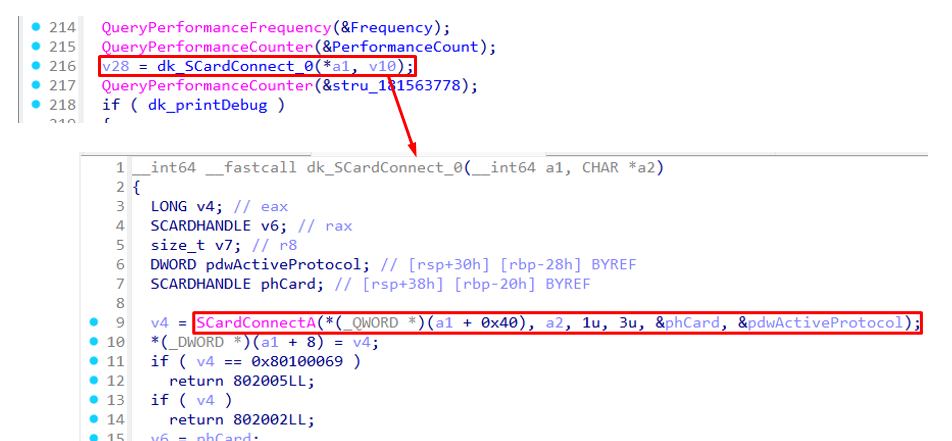 214 QueryPerformanceFrequency(&Frequency);
215 QueryPerformanceCounter(&PerformanceCount);
216 v28 = dk_SCardConnect_0(*a1, v10);
217 QueryPerformanceCounter(&stru_181563778);
218 if ( dk_printDebug )
219 {
1 __int64 __fastcall dk_SCardConnect_0(__int64 a1, CHAR *a2)
2 {
3 LONG v4; // eax
4 SCARDHANDLE v6; // rax
5 size_t v7; // r8
6 DWORD pdwActiveProtocol; // [rsp+30h] [rbp-28h] BYREF
7 SCARDHANDLE phCard; // [rsp+38h] [rbp-20h] BYREF
8
9 v4 = SCardConnectA(*(_QWORD *)(a1 + 0x40), a2, 1u, 3u, &phCard, &pdwActiveProtocol);
10 *(_DWORD *)(a1 + 8) = v4;
11 if ( v4 == 0x80100069 )
12 return 802005LL;
13 if ( v4 )
14 return 802002LL;
15 v6 = phCard;